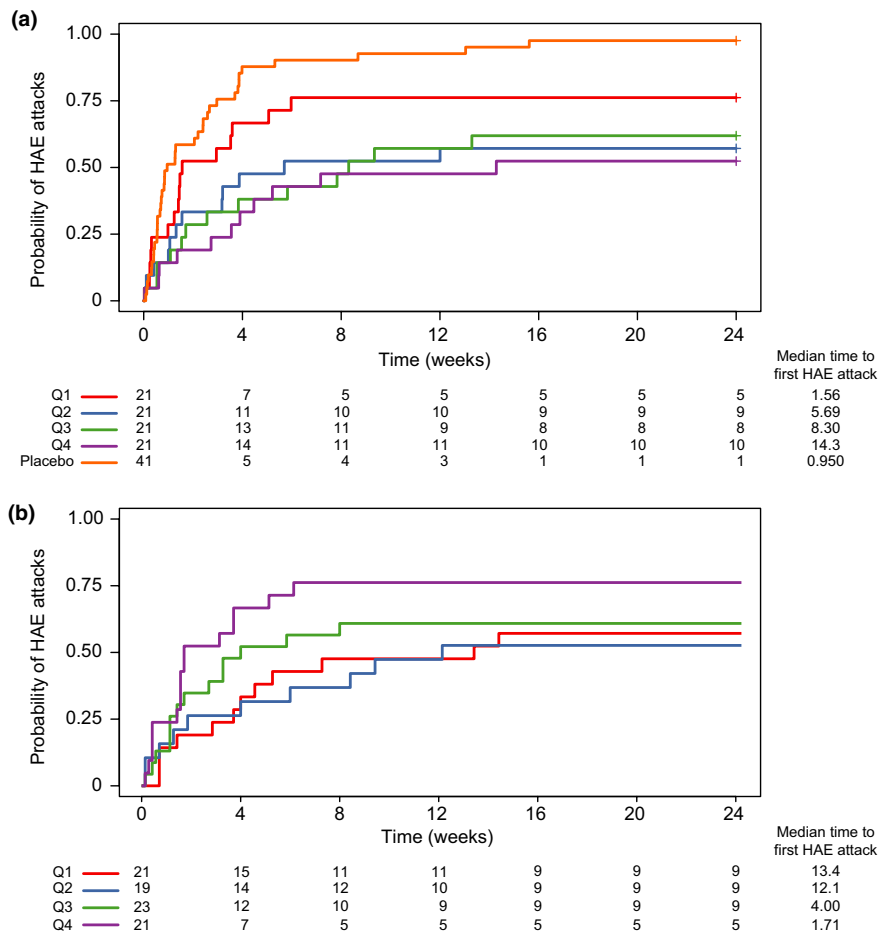 (a)
Probability of HAE attacks
1.00
0.75
0.50
0.25
0
0 4 8 12 16 20 24
Time (weeks)
Median time to
first HAE attack
Q1 21 7 5 5 5 5 5 1.56
Q2 21 11 10 10 9 9 9 5.69
Q3 21 13 11 9 8 8 8 8.30
Q4 21 14 11 11 10 10 10 14.3
Placebo 41 5 4 3 1 1 1 0.950
(b)
Probability of HAE attacks
1.00
0.75
0.50
0.25
0
0 4 8 12 16 20 24
Time (weeks)
Median time to
first HAE attack
Q1 21 15 11 11 9 9 9 13.4
Q2 19 14 12 10 9 9 9 12.1
Q3 23 12 10 9 9 9 9 4.00
Q4 21 7 5 5 5 5 5 1.71